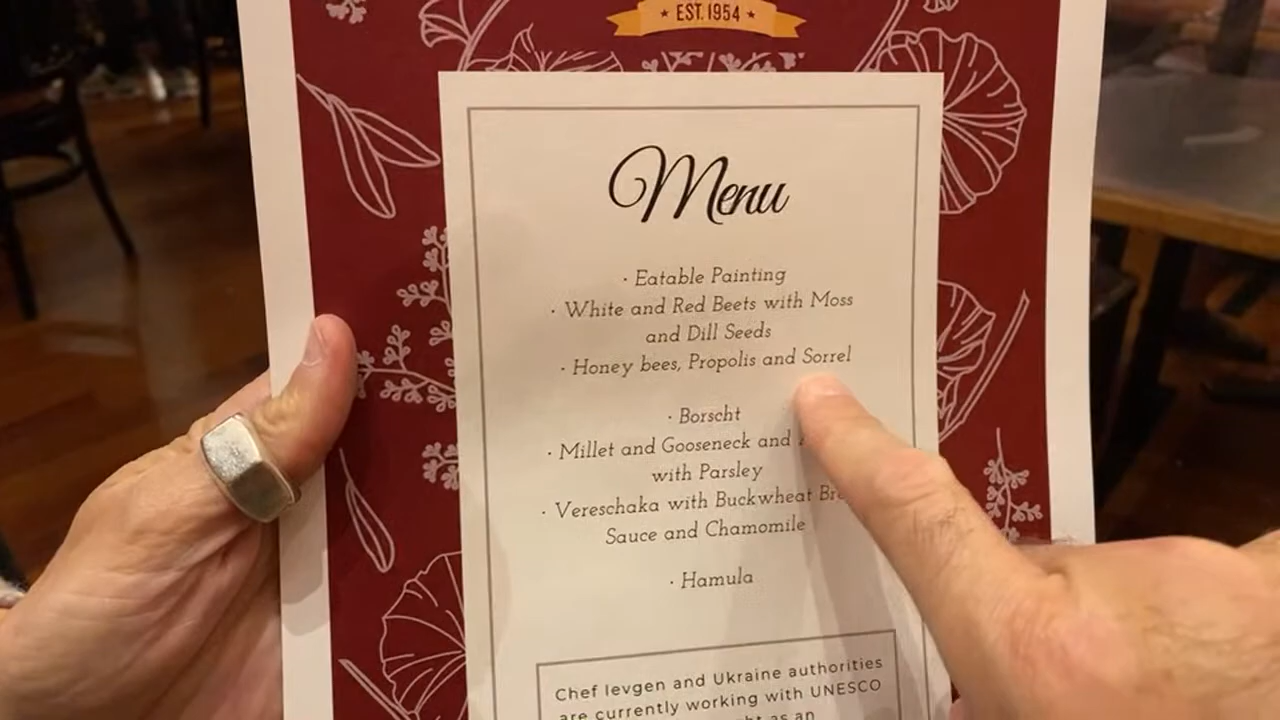 ★ EST. 1954 ★
Menu
· Eatable Painting
· White and Red Beets with Moss
and Dill Seeds
· Honey bees, Propolis and Sorrel
· Borscht
· Millet and Gooseneck and
with Parsley
· Vereschaka with Buckwheat
Sauce and Chamomile
· Hamula
Chef Ievgen and Ukraine authorities
are currently working with UNESCO
as an